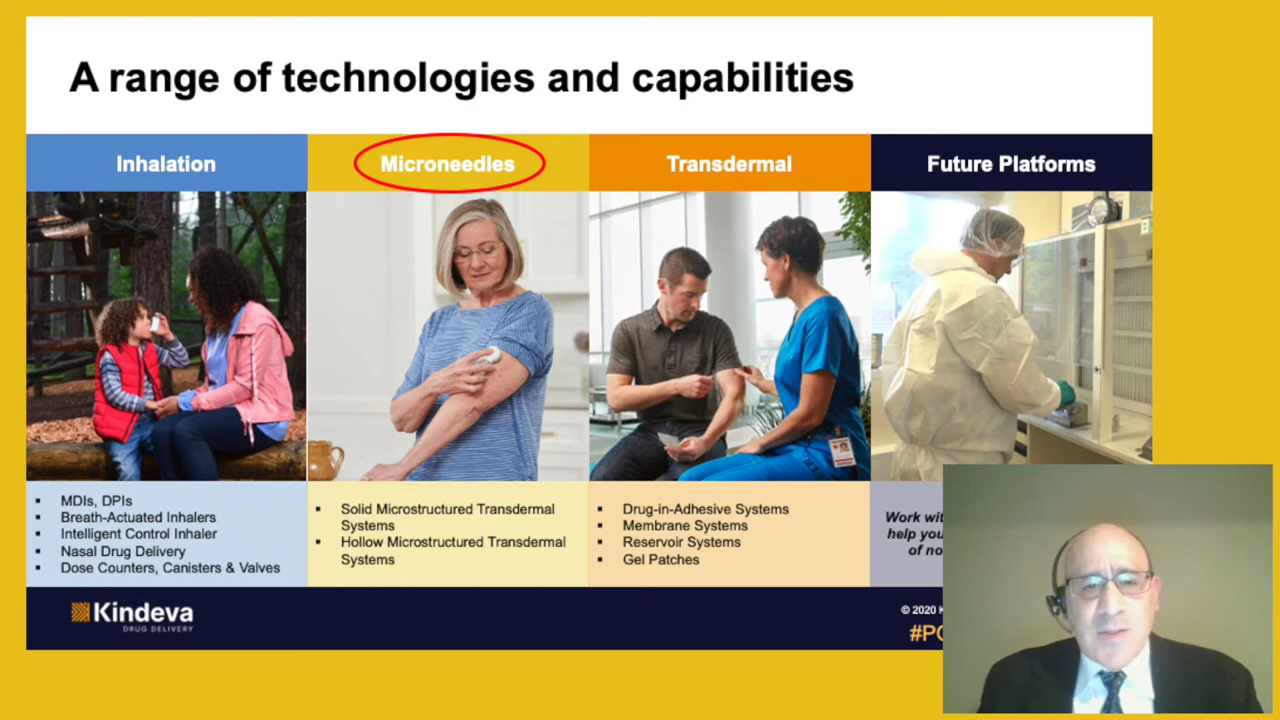 A range of technologies and capabilities
Inhalation
Microneedles
Transdermal
Future Platforms
▪ MDIs, DPIs
▪ Breath-Actuated Inhalers
▪ Intelligent Control Inhaler
▪ Nasal Drug Delivery
▪ Dose Counters, Canisters & Valves
▪ Solid Microstructured Transdermal
Systems
▪ Hollow Microstructured Transdermal
Systems
▪ Drug-in-Adhesive Systems
▪ Membrane Systems
▪ Reservoir Systems
▪ Gel Patches
Work
help you
of
Kindeva
DRUG DELIVERY
© 2020